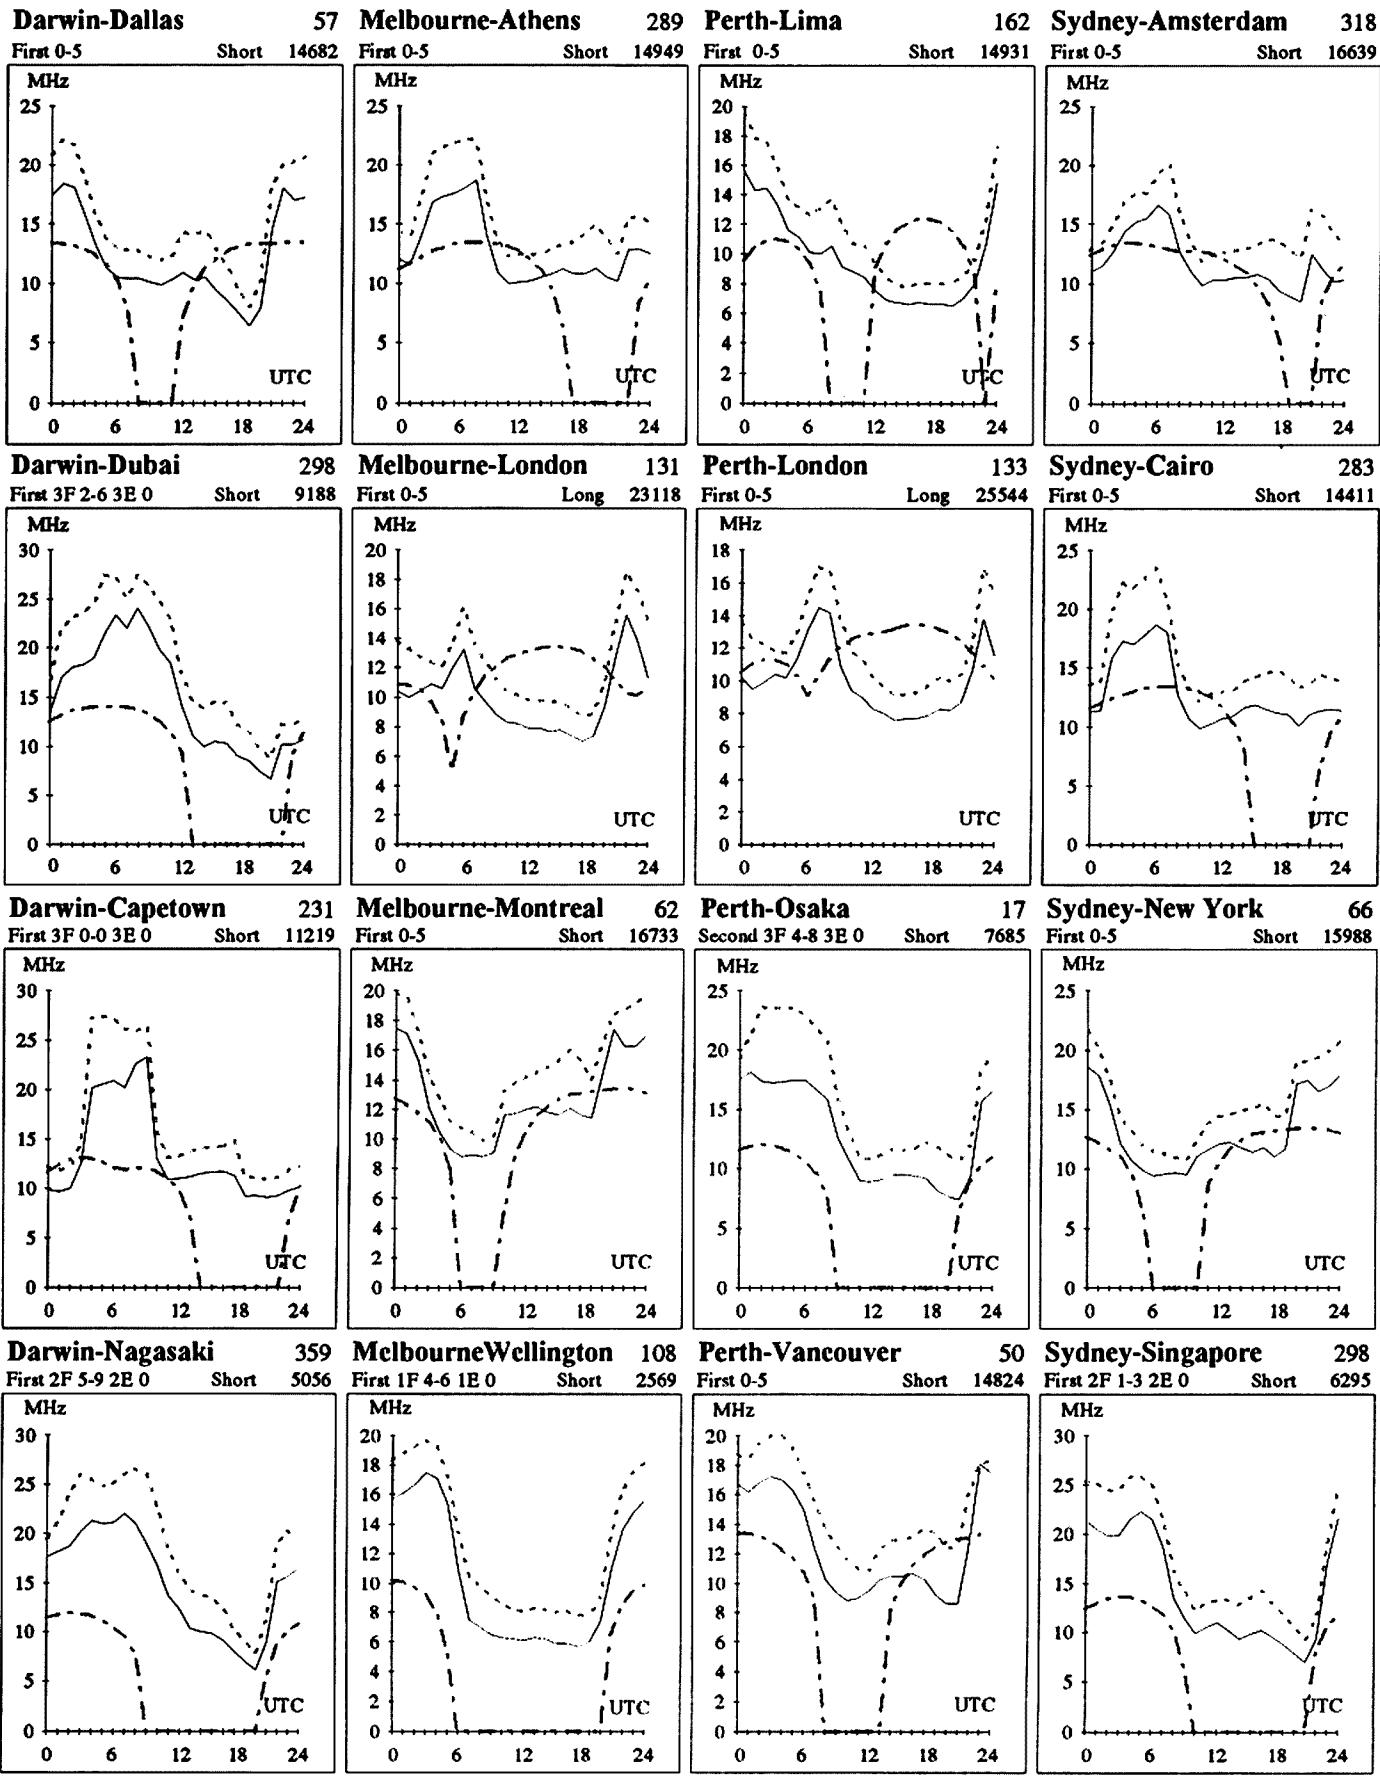 Darwin-Dallas 57
First 0-5 Short 14682
MHz
25
20
15
10
5
0
UTC
0 6 12 18 24
Melbourne-Athens 289
First 0-5 Short 14949
MHz
25
20
15
10
5
0
UTC
0 6 12 18 24
Perth-Lima 162
First 0-5 Short 14931
MHz
20
18
16
14
12
10
8
6
4
2
0
UTC
0 6 12 18 24
Sydney-Amsterdam 318
First 0-5 Short 16639
MHz
25
20
15
10
5
0
UTC
0 6 12 18 24
Darwin-Dubai 298
First 3F 2-6 3E 0 Short 9188
MHz
30
25
20
15
10
5
0
UTC
0 6 12 18 24
Melbourne-London 131
First 0-5 Long 23118
MHz
20
18
16
14
12
10
8
6
4
2
0
UTC
0 6 12 18 24
Perth-London 133
First 0-5 Long 25544
MHz
18
16
14
12
10
8
6
4
2
0
UTC
0 6 12 18 24
Sydney-Cairo 283
First 0-5 Short 14411
MHz
25
20
15
10
5
0
UTC
0 6 12 18 24
Darwin-Capetown 231
First 3F 0-0 3E 0 Short 11219
MHz
30
25
20
15
10
5
0
UTC
0 6 12 18 24
Melbourne-Montreal 62
First 0-5 Short 16733
MHz
20
18
16
14
12
10
8
6
4
2
0
UTC
0 6 12 18 24
Perth-Osaka 17
Second 3F 4-8 3E 0 Short 7685
MHz
25
20
15
10
5
0
UTC
0 6 12 18 24
Sydney-New York 66
First 0-5 Short 15988
MHz
25
20
15
10
5
0
UTC
0 6 12 18 24
Darwin-Nagasaki 359
First 2F 5-9 2E 0 Short 5056
MHz
30
25
20
15
10
5
0
UTC
0 6 12 18 24
MelbourneWellington 108
First 1F 4-6 1E 0 Short 2569
MHz
20
18
16
14
12
10
8
6
4
2
0
UTC
0 6 12 18 24
Perth-Vancouver 50
First 0-5 Short 14824
MHz
20
18
16
14
12
10
8
6
4
2
0
UTC
0 6 12 18 24
Sydney-Singapore 298
First 2F 1-3 2E 0 Short 6295
MHz
30
25
20
15
10
5
0
UTC
0 6 12 18 24